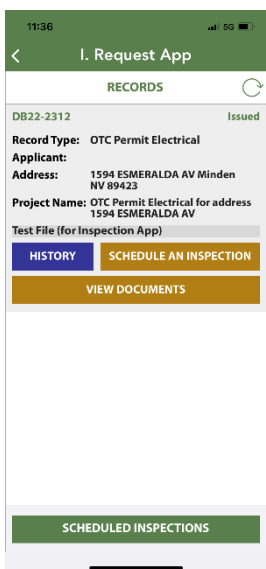 11:36 5G
I. Request App
RECORDS
DB22-2312 Issued
Record Type: OTC Permit Electrical
Applicant:
Address: 1594 ESMERALDA AV Minden
NV 89423
Project Name: OTC Permit Electrical for address
1594 ESMERALDA AV
Test File (for Inspection App)
HISTORY SCHEDULE AN INSPECTION
VIEW DOCUMENTS
SCHEDULED INSPECTIONS